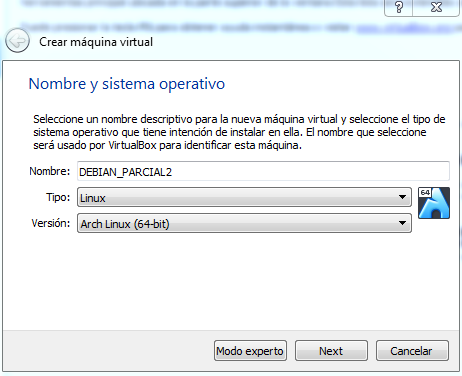 Crear máquina virtual
Nombre y sistema operativo
Seleccione un nombre descriptivo para la nueva máquina virtual y seleccione el tipo de
sistema operativo que tiene intención de instalar en ella. El nombre que seleccione
será usado por VirtualBox para identificar esta máquina.
Nombre: DEBIAN_PARCIAL2
Tipo: Linux
64
Versión: Arch Linux (64-bit)
Modo experto Next Cancelar